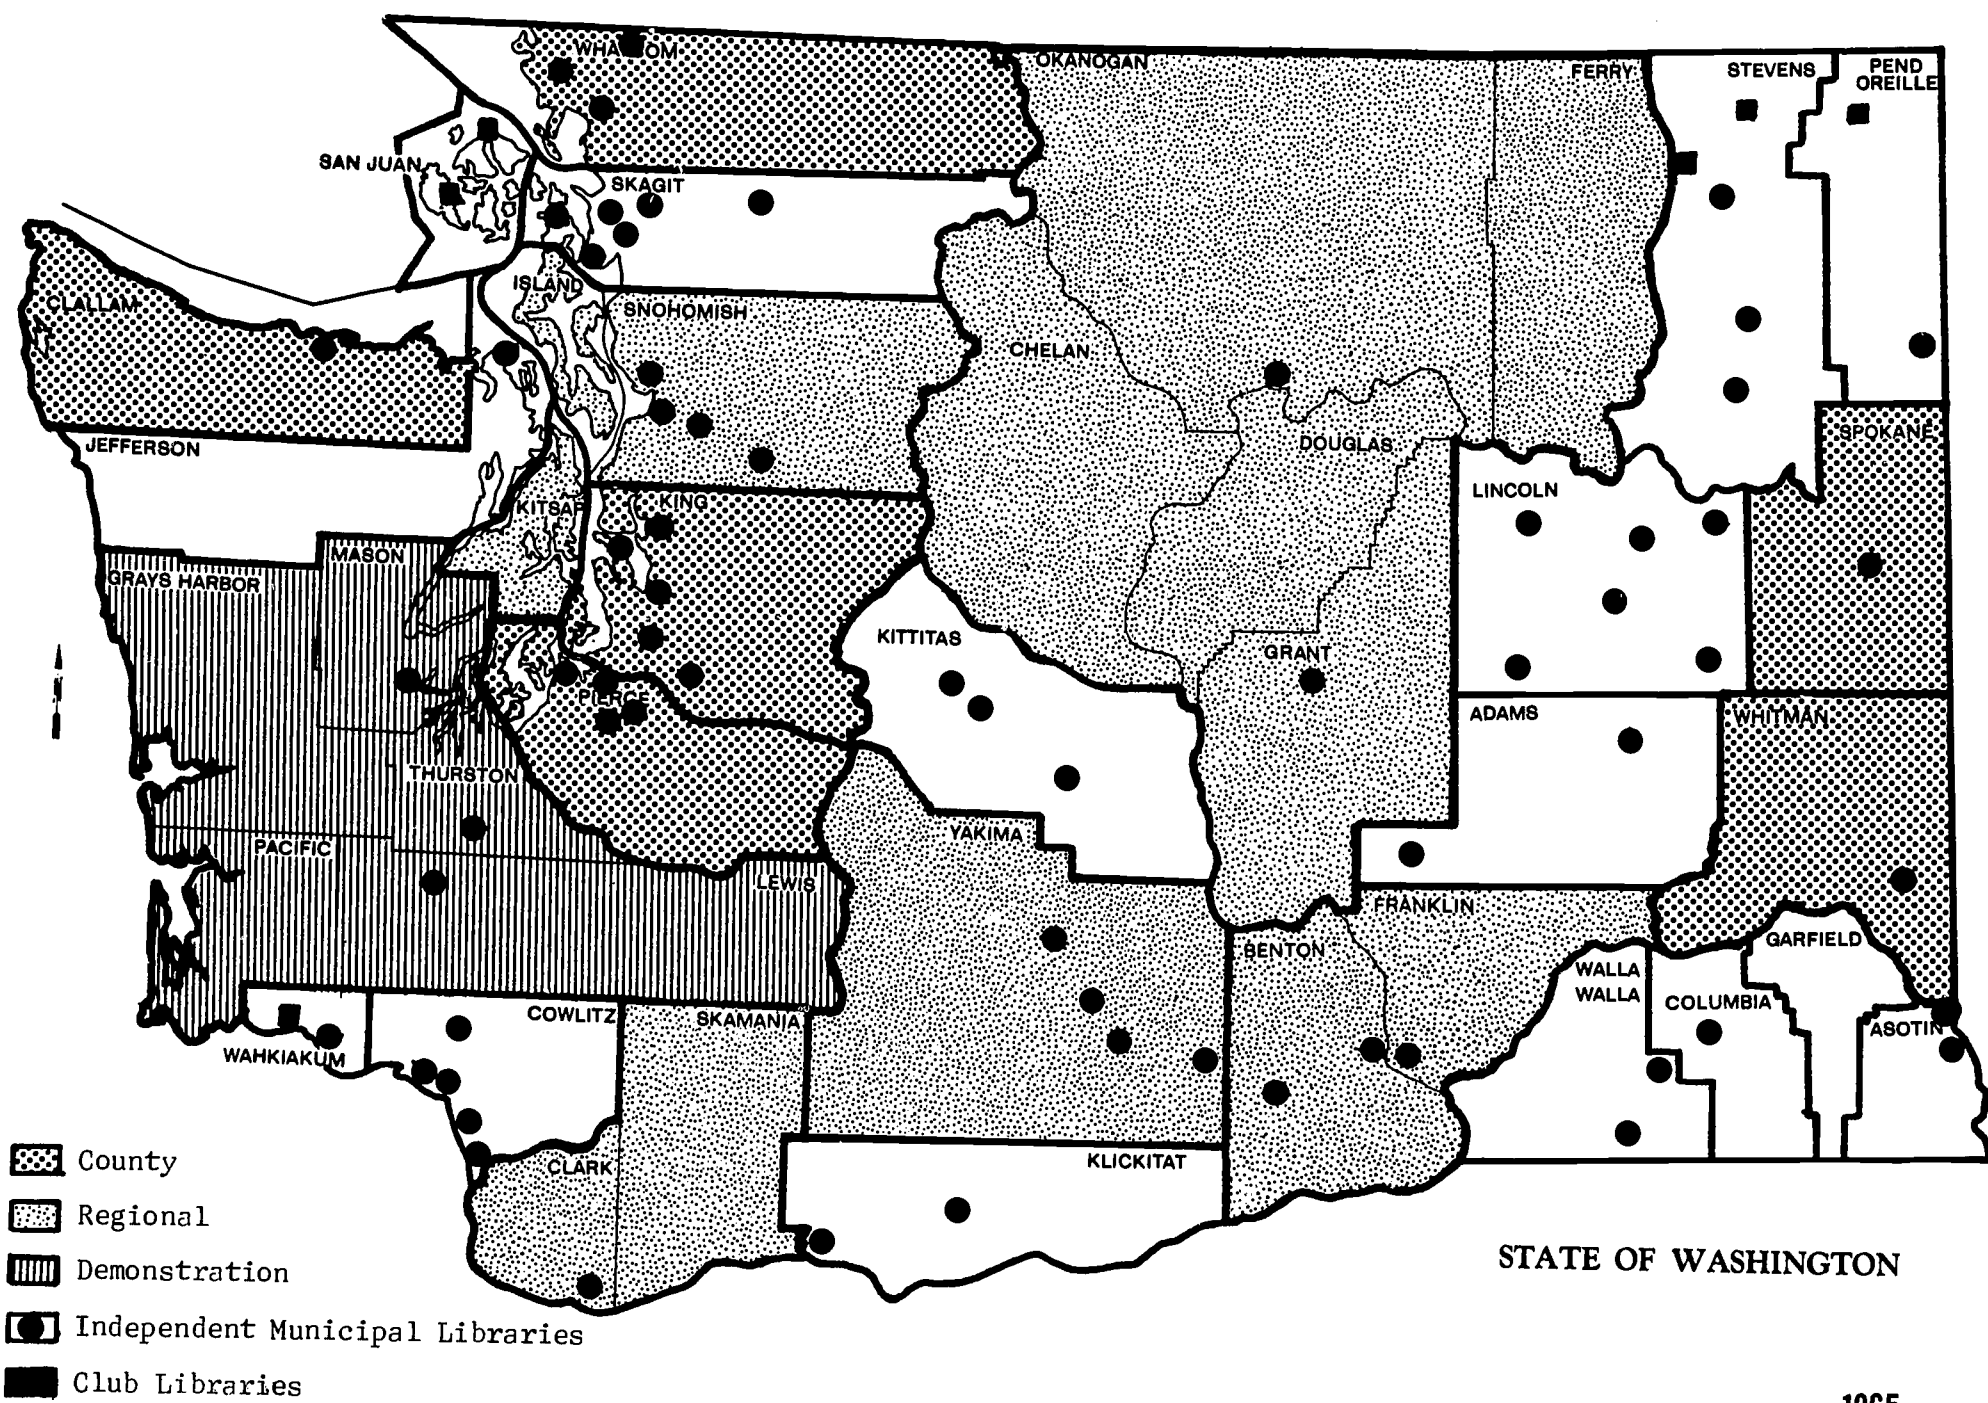 WHATCOM
OKANOGAN
FERRY
STEVENS
PEND
OREILLE
SAN JUAN
SKAGIT
ISLAND
CLALLAM
SNOHOMISH
CHELAN
DOUGLAS
SPOKANE
JEFFERSON
LINCOLN
KITSAP
KING
MASON
GRAYS HARBOR
KITTITAS
GRANT
PIERCE
ADAMS
WHITMAN
THURSTON
YAKIMA
PACIFIC
LEWIS
FRANKLIN
BENTON
GARFIELD
WALLA
WALLA
COLUMBIA
ASOTIN
COWLITZ
SKAMANIA
WAHKIAKUM
CLARK
KLICKITAT
County
Regional
Demonstration
Independent Municipal Libraries
Club Libraries
STATE OF WASHINGTON